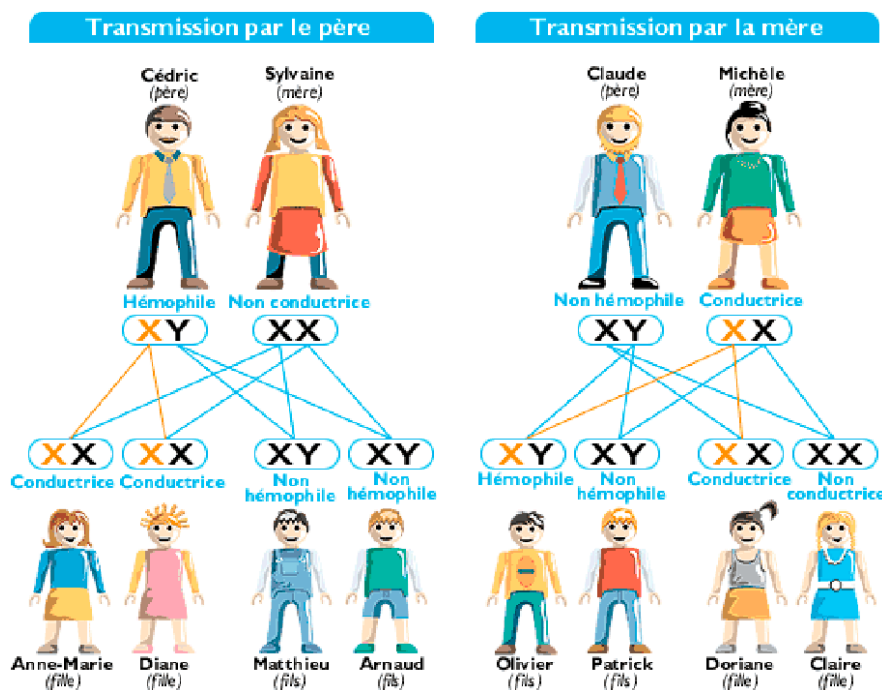 Transmission par le père
Cédric
(père)
Sylvaine
(mère)
Hémophile
Non conductrice
XY
XX
XX
Conductrice
XX
Conductrice
XY
Non
hémophile
XY
Non
hémophile
Anne-Marie
(fille)
Diane
(fille)
Matthieu
(fils)
Arnaud
(fils)
Transmission par la mère
Claude
(père)
Michèle
(mère)
Non hémophile
Conductrice
XY
XX
XY
Hémophile
XY
Non
hémophile
XX
Conductrice
XX
Non
conductrice
Olivier
(fils)
Patrick
(fils)
Doriane
(fille)
Claire
(fille)